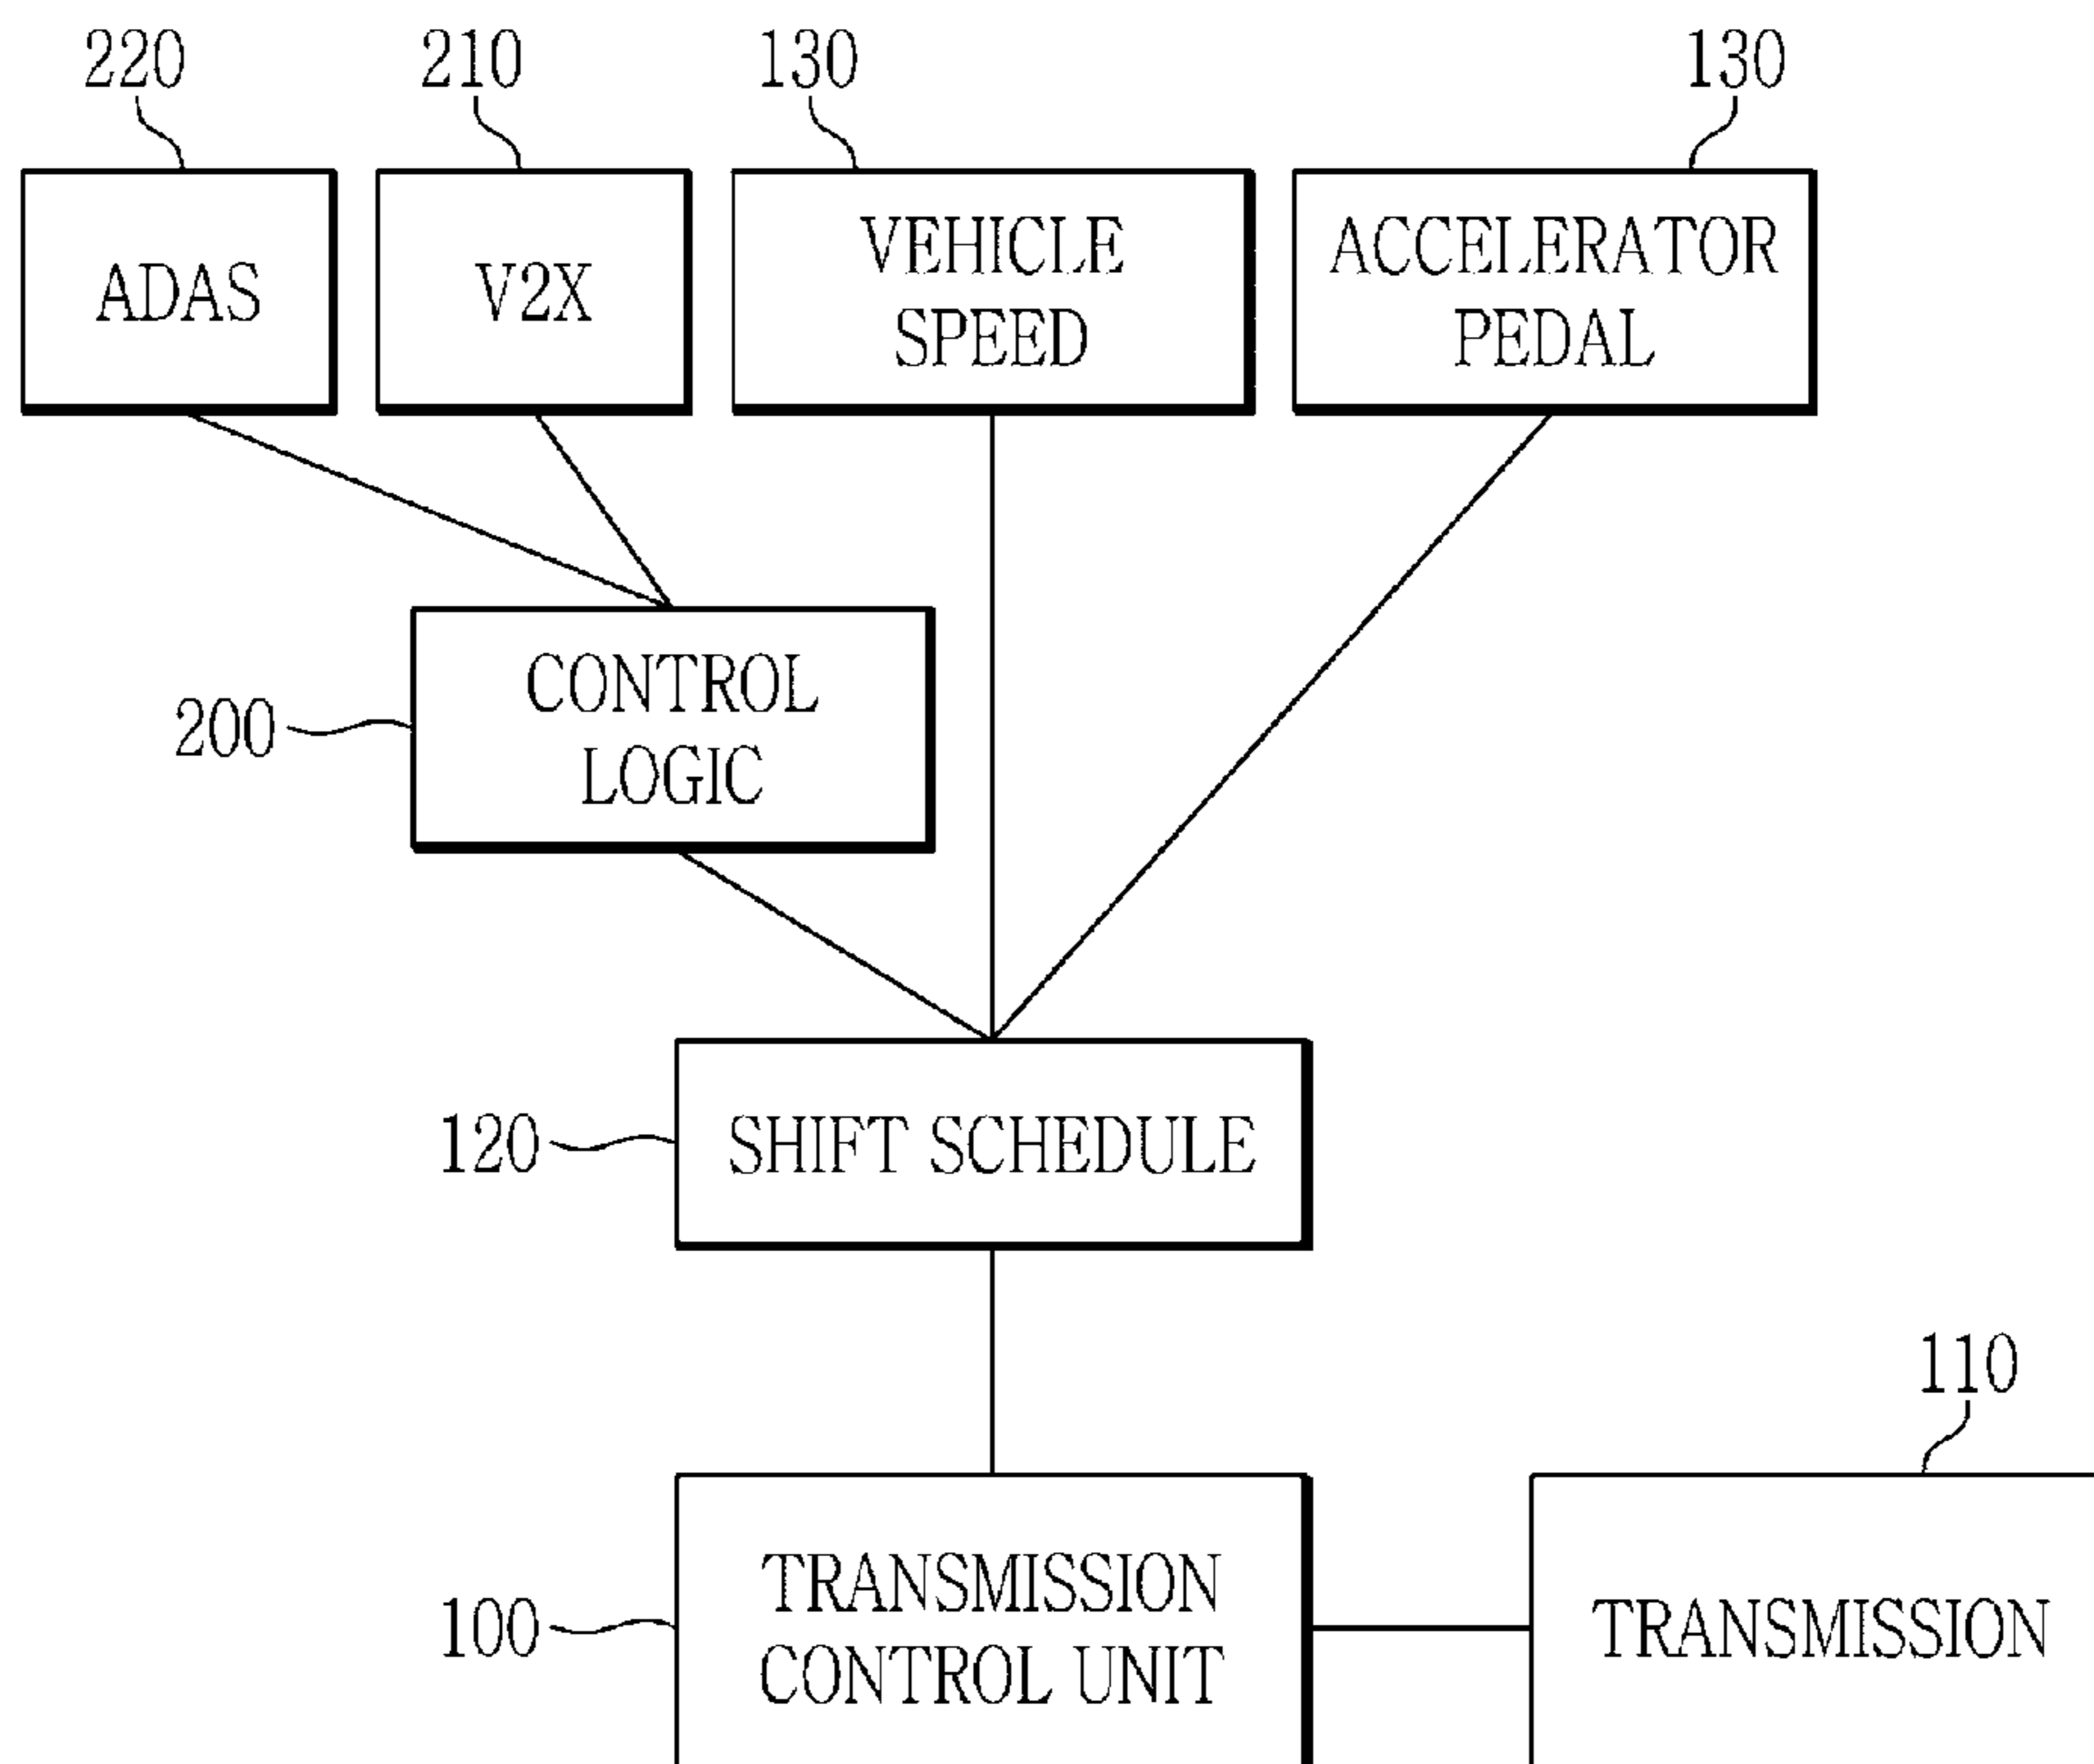 220
210
130
130
ADAS
V2X
VEHICLE
SPEED
ACCELERATOR
PEDAL
200
CONTROL
LOGIC
120
SHIFT SCHEDULE
110
100
TRANSMISSION
CONTROL UNIT
TRANSMISSION